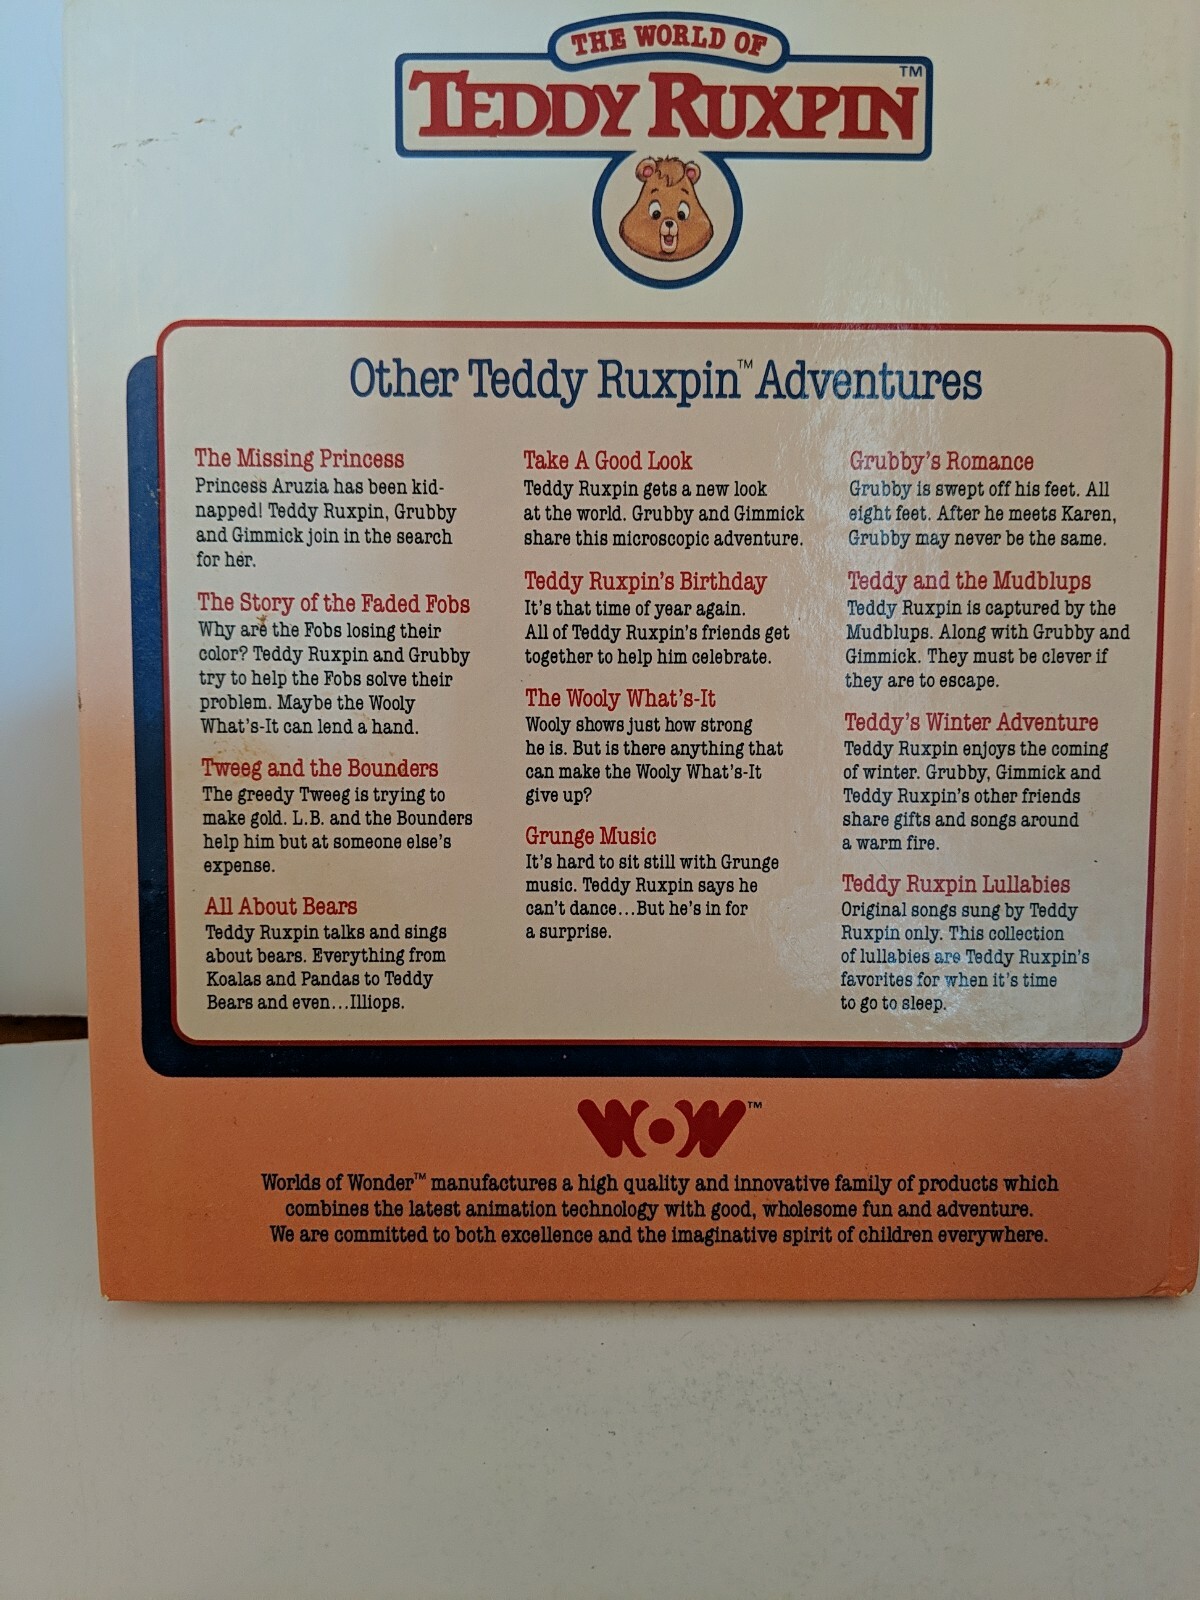 THE WORLD OF
TEDDY RUXPIN™
Other Teddy Ruxpin™ Adventures
The Missing Princess
Princess Aruzia has been kid-
napped! Teddy Ruxpin, Grubby
and Gimmick join in the search
for her.
The Story of the Faded Fobs
Why are the Fobs losing their
color? Teddy Ruxpin and Grubby
try to help the Fobs solve their
problem. Maybe the Wooly
What's-It can lend a hand.
Tweeg and the Bounders
The greedy Tweeg is trying to
make gold. L.B. and the Bounders
help him but at someone else's
expense.
All About Bears
Teddy Ruxpin talks and sings
about bears. Everything from
Koalas and Pandas to Teddy
Bears and even...Illiops.
Take A Good Look
Teddy Ruxpin gets a new look
at the world. Grubby and Gimmick
share this microscopic adventure.
Teddy Ruxpin's Birthday
It's that time of year again.
All of Teddy Ruxpin's friends get
together to help him celebrate.
The Wooly What's-It
Wooly shows just how strong
he is. But is there anything that
can make the Wooly What's-It
give up?
Grunge Music
It's hard to sit still with Grunge
music. Teddy Ruxpin says he
can't dance...But he's in for
a surprise.
Grubby's Romance
Grubby is swept off his feet. All
eight feet. After he meets Karen,
Grubby may never be the same.
Teddy and the Mudblups
Teddy Ruxpin is captured by the
Mudblups. Along with Grubby and
Gimmick. They must be clever if
they are to escape.
Teddy's Winter Adventure
Teddy Ruxpin enjoys the coming
of winter. Grubby, Gimmick and
Teddy Ruxpin's other friends
share gifts and songs around
a warm fire.
Teddy Ruxpin Lullabies
Original songs sung by Teddy
Ruxpin only. This collection
of lullabies are Teddy Ruxpin's
favorites for when it's time
to go to sleep.
WOW™
Worlds of Wonder™ manufactures a high quality and innovative family of products which
combines the latest animation technology with good, wholesome fun and adventure.
We are committed to both excellence and the imaginative spirit of children everywhere.